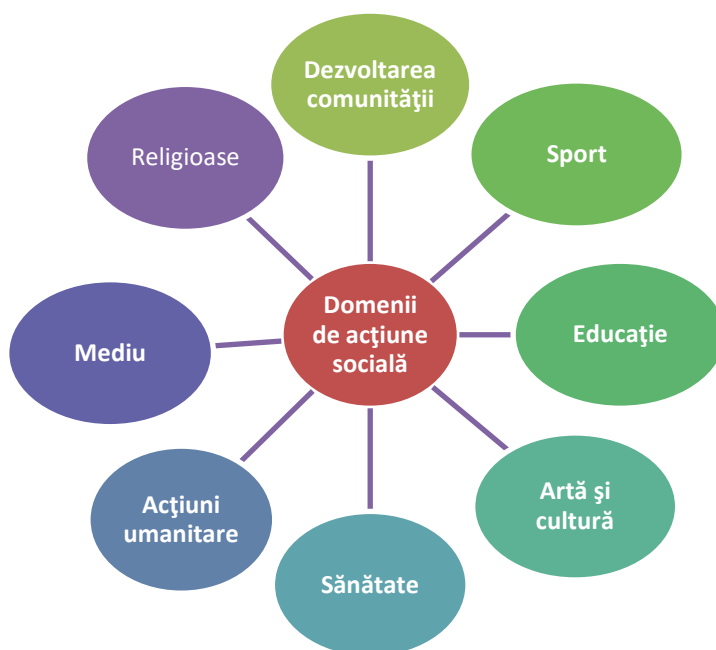 Dezvoltarea
comunităţii
Sport
Religioase
Domenii
de acţiune
socială
Educaţie
Mediu
Artă şi
cultură
Acţiuni
umanitare
Sănătate